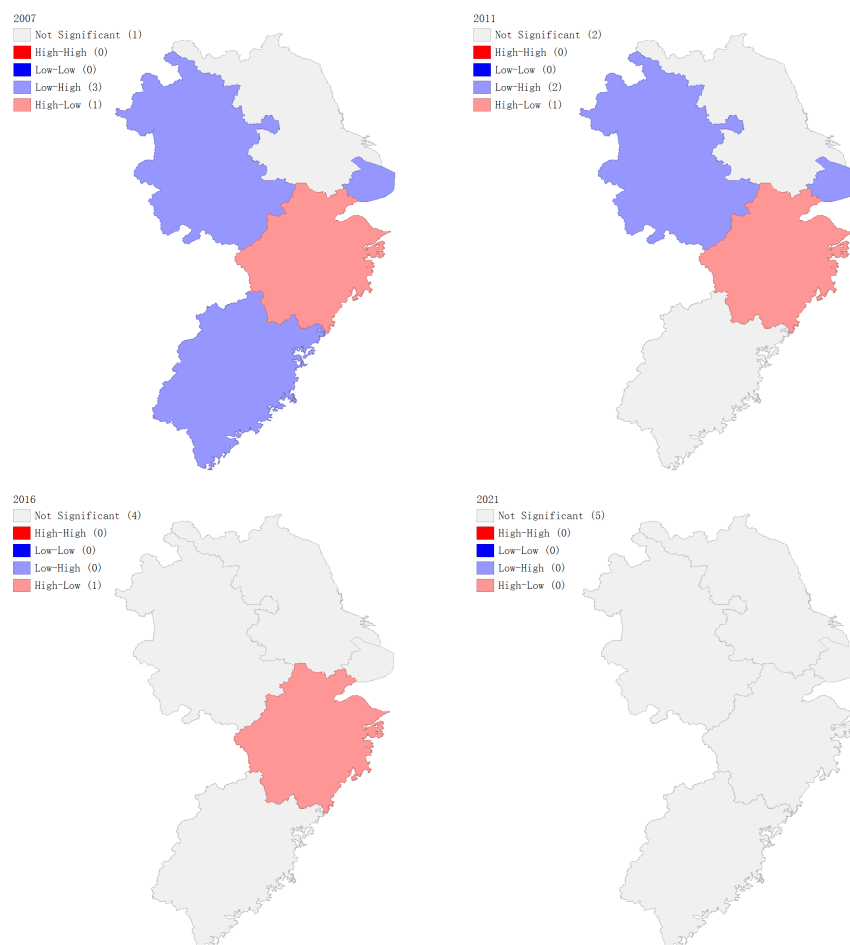 2007
Not Significant (1)
High-High (0)
Low-Low (0)
Low-High (3)
High-Low (1)
2011
Not Significant (2)
High-High (0)
Low-Low (0)
Low-High (2)
High-Low (1)
2016
Not Significant (4)
High-High (0)
Low-Low (0)
Low-High (0)
High-Low (1)
2021
Not Significant (5)
High-High (0)
Low-Low (0)
Low-High (0)
High-Low (0)